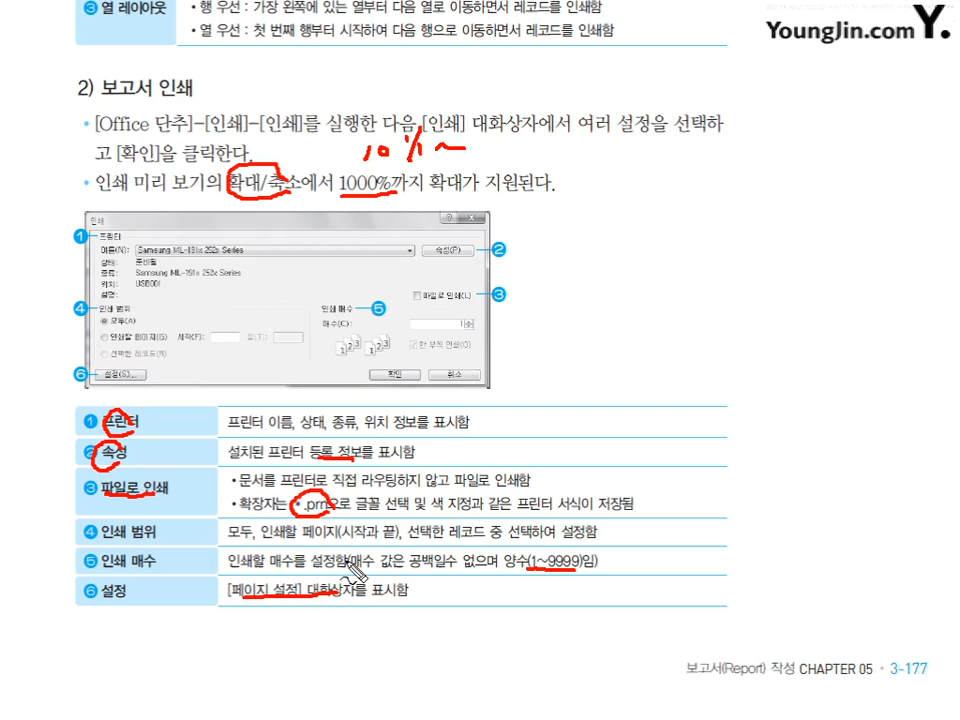 ③ 열 레이아웃
• 행 우선 : 가장 왼쪽에 있는 열부터 다음 열로 이동하면서 레코드를 인쇄함
• 열 우선 : 첫 번째 행부터 시작하여 다음 행으로 이동하면서 레코드를 인쇄함
YoungJin.com Y.
2) 보고서 인쇄
• [Office 단추]-[인쇄]-[인쇄]를 실행한 다음 [인쇄] 대화상자에서 여러 설정을 선택하
고 [확인]을 클릭한다.
10%~
• 인쇄 미리 보기의 확대/축소에서 1000%까지 확대가 지원된다.
인쇄
① 프린터
이름(N): Samsung ML-191x 252x Series 속성(P) ②
상태: 준비됨
종류: Samsung ML-191x 252x Series
위치: USB001
설명: 파일로 인쇄(L) ③
④ 인쇄 범위 인쇄 매수 ⑤
모두(A) 매수(C): 1
인쇄할 페이지(G) 시작(F): 끝(T):
선택한 레코드(R) 한 부씩 인쇄(O)
1 2 3 1 2 3
⑥ 설정(S)... 확인 취소
① 프린터 프린터 이름, 상태, 종류, 위치 정보를 표시함
② 속성 설치된 프린터 등록 정보를 표시함
③ 파일로 인쇄 • 문서를 프린터로 직접 라우팅하지 않고 파일로 인쇄함
• 확장자는 *.prn으로 글꼴 선택 및 색 지정과 같은 프린터 서식이 저장됨
④ 인쇄 범위 모두, 인쇄할 페이지(시작과 끝), 선택한 레코드 중 선택하여 설정함
⑤ 인쇄 매수 인쇄할 매수를 설정함(매수 값은 공백일수 없으며 양수(1~9999)임)
⑥ 설정 [페이지 설정] 대화상자를 표시함
보고서(Report) 작성 CHAPTER 05 • 3-177